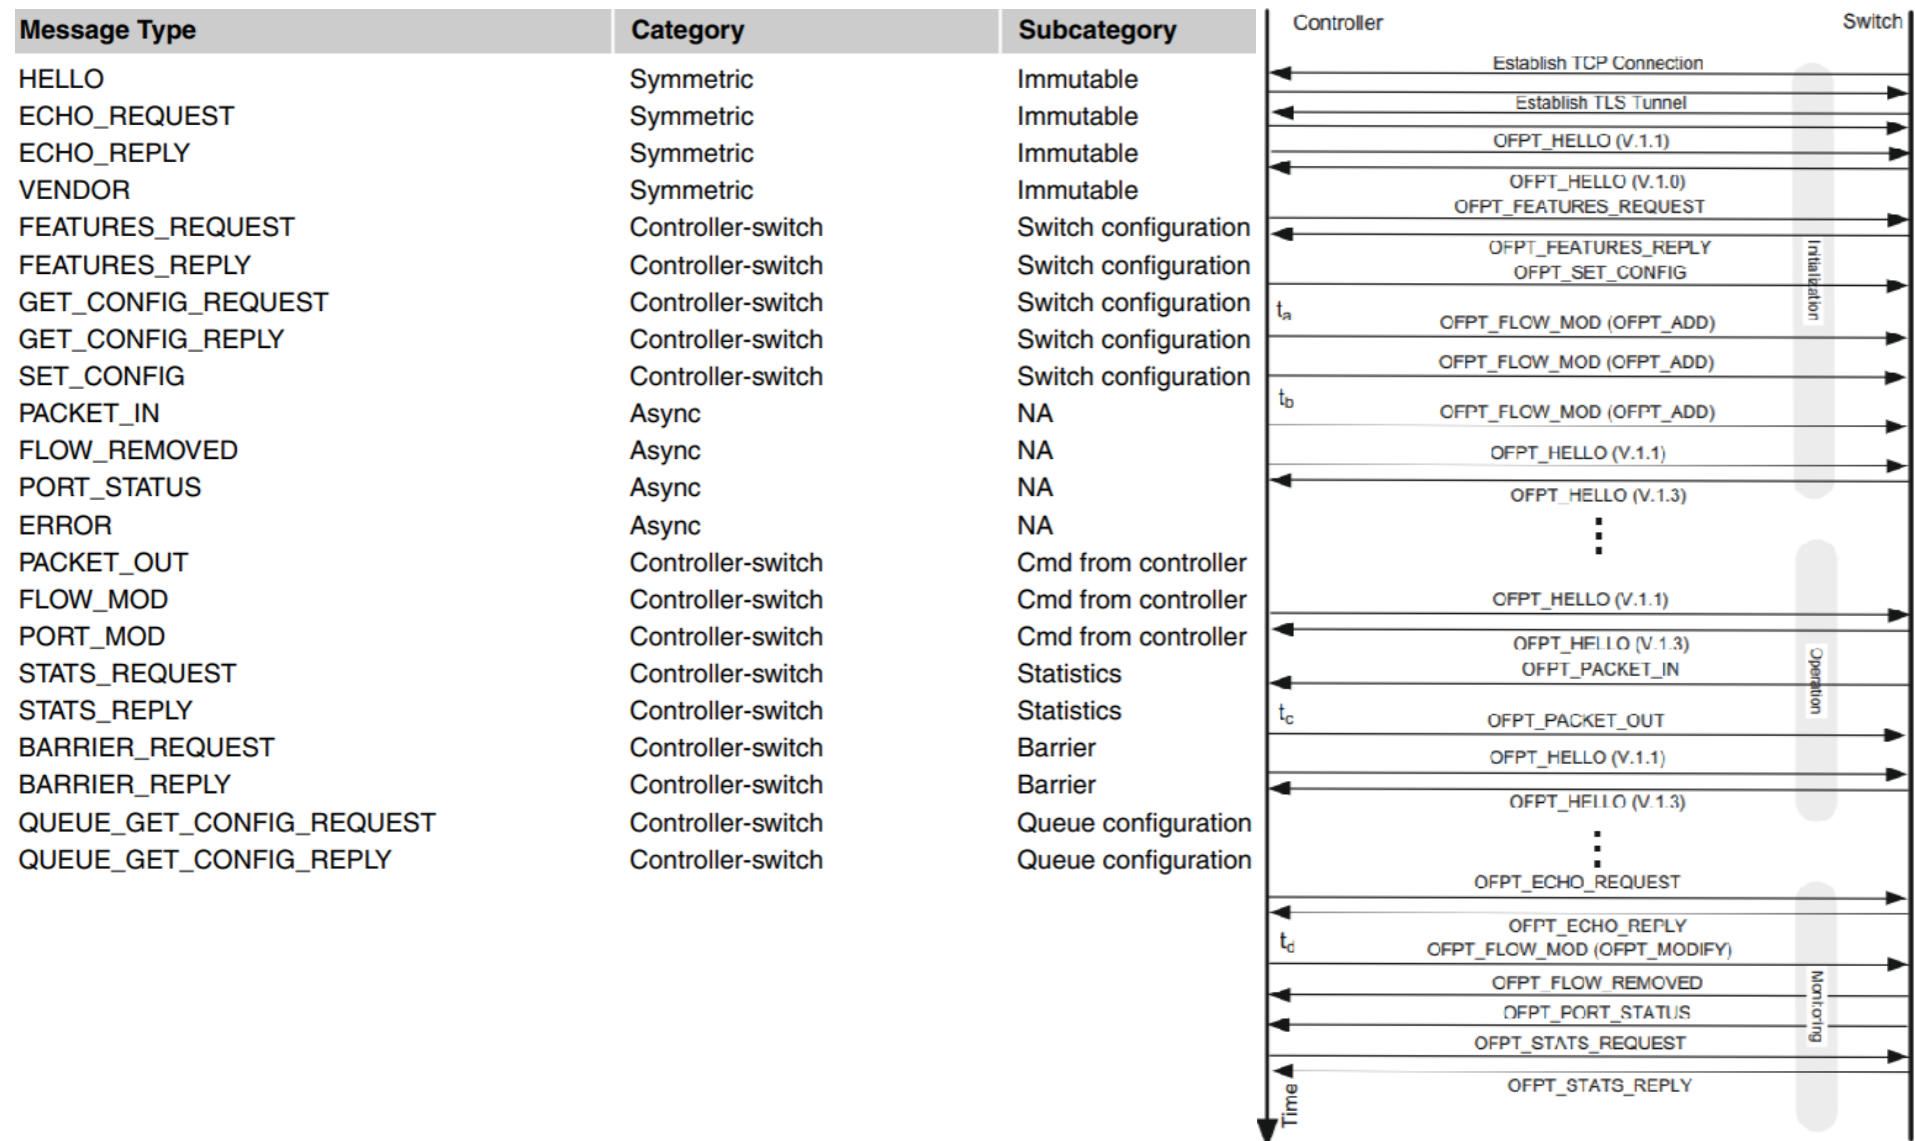 Message Type Category Subcategory
HELLO Symmetric Immutable
ECHO_REQUEST Symmetric Immutable
ECHO_REPLY Symmetric Immutable
VENDOR Symmetric Immutable
FEATURES_REQUEST Controller-switch Switch configuration
FEATURES_REPLY Controller-switch Switch configuration
GET_CONFIG_REQUEST Controller-switch Switch configuration
GET_CONFIG_REPLY Controller-switch Switch configuration
SET_CONFIG Controller-switch Switch configuration
PACKET_IN Async NA
FLOW_REMOVED Async NA
PORT_STATUS Async NA
ERROR Async NA
PACKET_OUT Controller-switch Cmd from controller
FLOW_MOD Controller-switch Cmd from controller
PORT_MOD Controller-switch Cmd from controller
STATS_REQUEST Controller-switch Statistics
STATS_REPLY Controller-switch Statistics
BARRIER_REQUEST Controller-switch Barrier
BARRIER_REPLY Controller-switch Barrier
QUEUE_GET_CONFIG_REQUEST Controller-switch Queue configuration
QUEUE_GET_CONFIG_REPLY Controller-switch Queue configuration
Controller Switch
Establish TCP Connection
Establish TLS Tunnel
OFPT_HELLO (V.1.1)
OFPT_HELLO (V.1.0)
OFPT_FEATURES_REQUEST
OFPT_FEATURES_REPLY
OFPT_SET_CONFIG
Initialization
ta
OFPT_FLOW_MOD (OFPT_ADD)
OFPT_FLOW_MOD (OFPT_ADD)
tb
OFPT_FLOW_MOD (OFPT_ADD)
OFPT_HELLO (V.1.1)
OFPT_HELLO (V.1.3)
OFPT_HELLO (V.1.1)
OFPT_HELLO (V.1.3)
OFPT_PACKET_IN
Operation
tc
OFPT_PACKET_OUT
OFPT_HELLO (V.1.1)
OFPT_HELLO (V.1.3)
OFPT_ECHO_REQUEST
OFPT_ECHO_REPLY
td
OFPT_FLOW_MOD (OFPT_MODIFY)
OFPT_FLOW_REMOVED
OFPT_PORT_STATUS
Monitoring
OFPT_STATS_REQUEST
OFPT_STATS_REPLY
Time